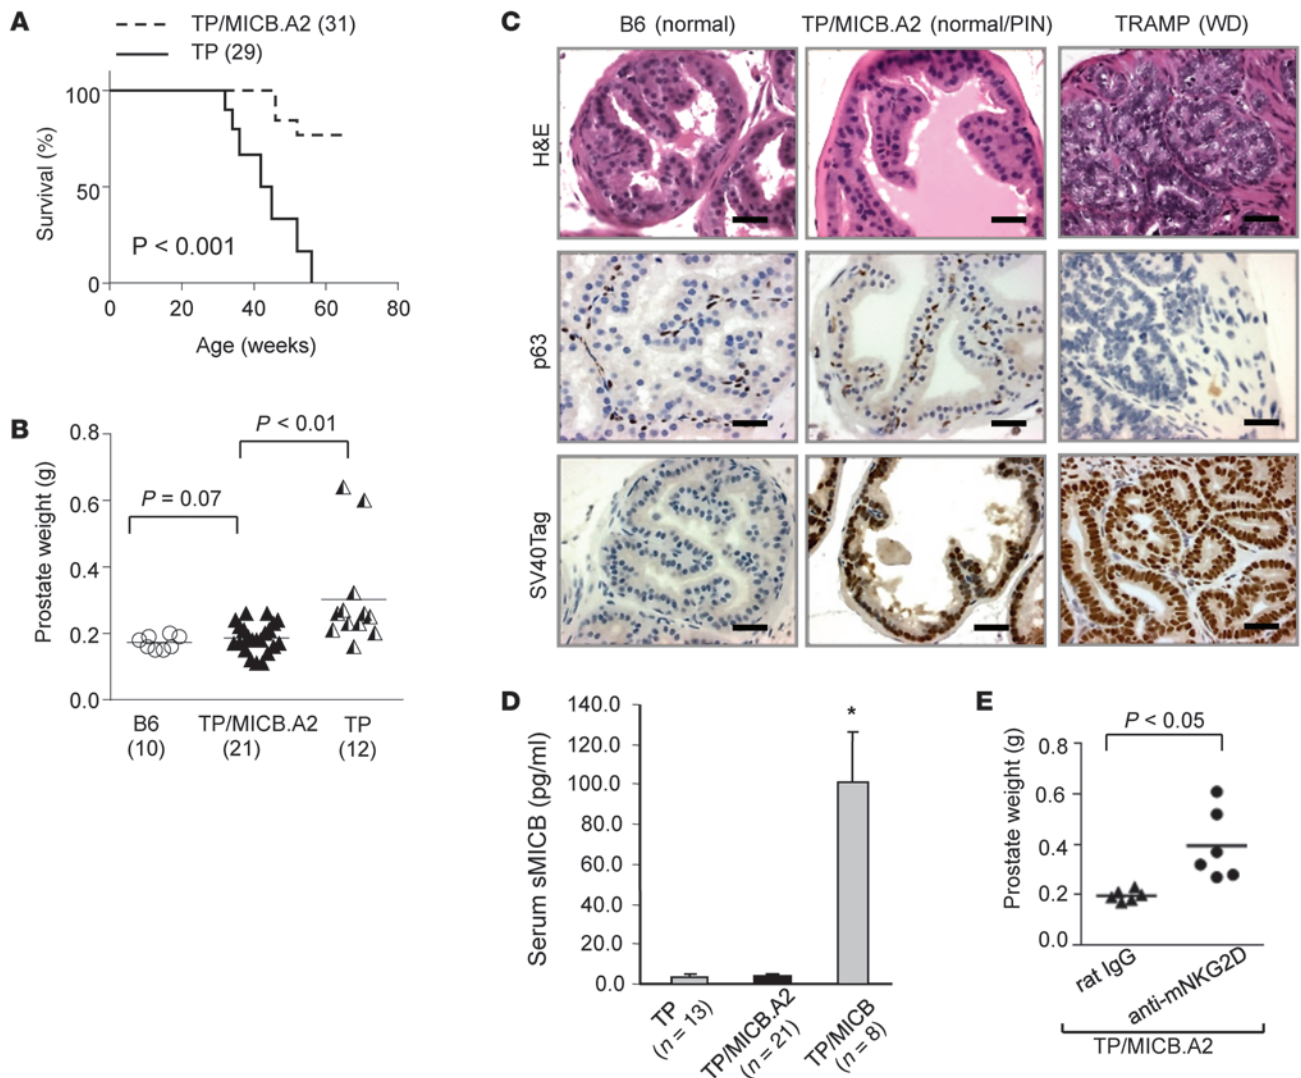 A
TP/MICB.A2 (31)
TP (29)
100
50
0
Survival (%)
P < 0.001
0 20 40 60 80
Age (weeks)
B
P < 0.01
P = 0.07
0.8
0.6
0.4
0.2
0.0
Prostate weight (g)
B6 TP/MICB.A2 TP
(10) (21) (12)
C
B6 (normal) TP/MICB.A2 (normal/PIN) TRAMP (WD)
H&E
p63
SV40Tag
D
140.0
120.0
100.0
80.0
60.0
40.0
20.0
0.0
Serum sMICB (pg/ml)
*
TP
(n = 13)
TP/MICB.A2
(n = 21)
TP/MICB
(n = 8)
E
P < 0.05
0.8
0.6
0.4
0.2
0.0
Prostate weight (g)
rat IgG
anti-mNKG2D
TP/MICB.A2